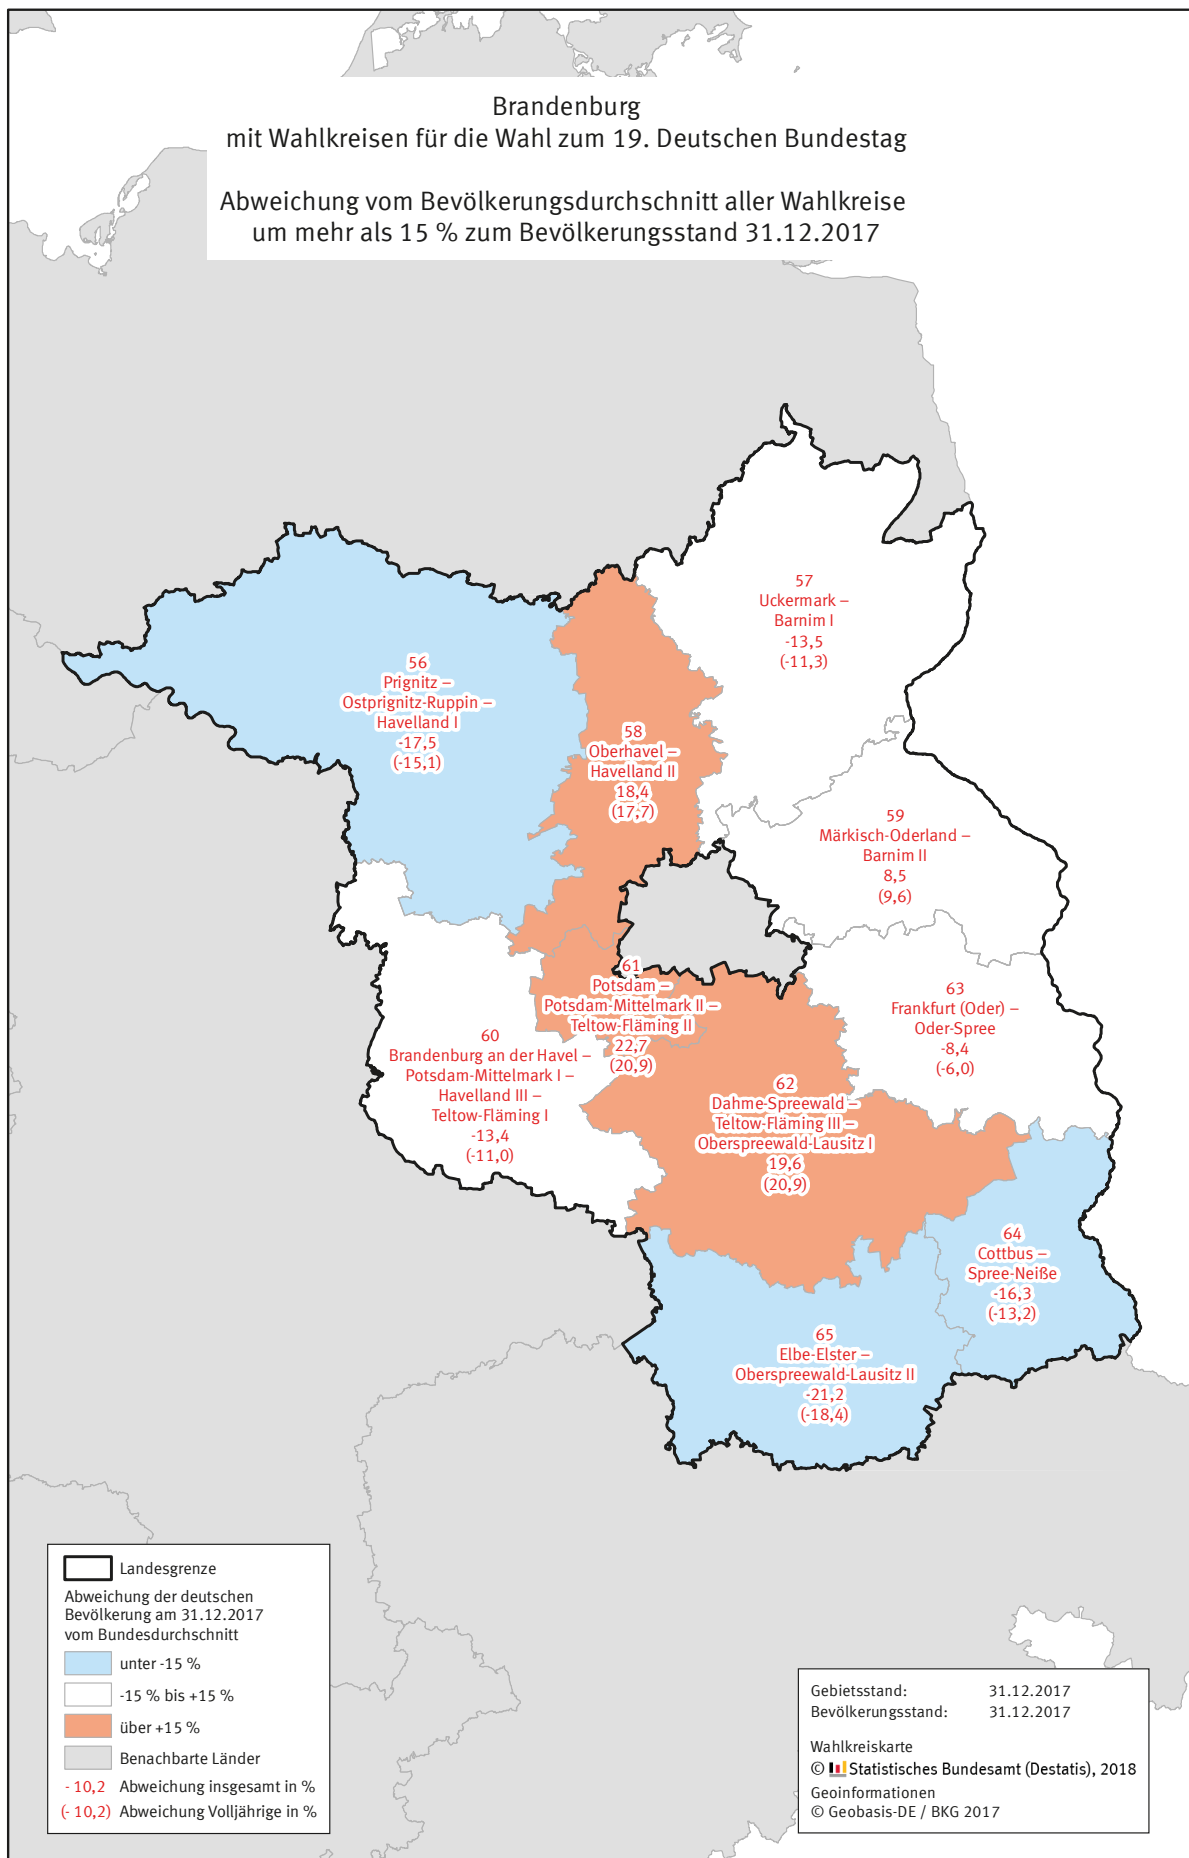 Brandenburg
mit Wahlkreisen für die Wahl zum 19. Deutschen Bundestag
Abweichung vom Bevölkerungsdurchschnitt aller Wahlkreise
um mehr als 15 % zum Bevölkerungsstand 31.12.2017
57
Uckermark –
Barnim I
-13,5
(-11,3)
56
Prignitz –
Ostprignitz-Ruppin –
Havelland I
-17,5
(-15,1)
58
Oberhavel –
Havelland II
18,4
(17,7)
59
Märkisch-Oderland –
Barnim II
8,5
(9,6)
61
Potsdam –
Potsdam-Mittelmark II –
Teltow-Fläming II
22,7
(20,9)
63
Frankfurt (Oder) –
Oder-Spree
-8,4
(-6,0)
60
Brandenburg an der Havel –
Potsdam-Mittelmark I –
Havelland III –
Teltow-Fläming I
-13,4
(-11,0)
62
Dahme-Spreewald –
Teltow-Fläming III –
Oberspreewald-Lausitz I
19,6
(20,9)
64
Cottbus –
Spree-Neiße
-16,3
(-13,2)
65
Elbe-Elster –
Oberspreewald-Lausitz II
-21,2
(-18,4)
Landesgrenze
Abweichung der deutschen
Bevölkerung am 31.12.2017
vom Bundesdurchschnitt
unter -15 %
-15 % bis +15 %
über +15 %
Benachbarte Länder
- 10,2 Abweichung insgesamt in %
(- 10,2) Abweichung Volljährige in %
Gebietsstand: 31.12.2017
Bevölkerungsstand: 31.12.2017
Wahlkreiskarte
© Statistisches Bundesamt (Destatis), 2018
Geoinformationen
© Geobasis-DE / BKG 2017